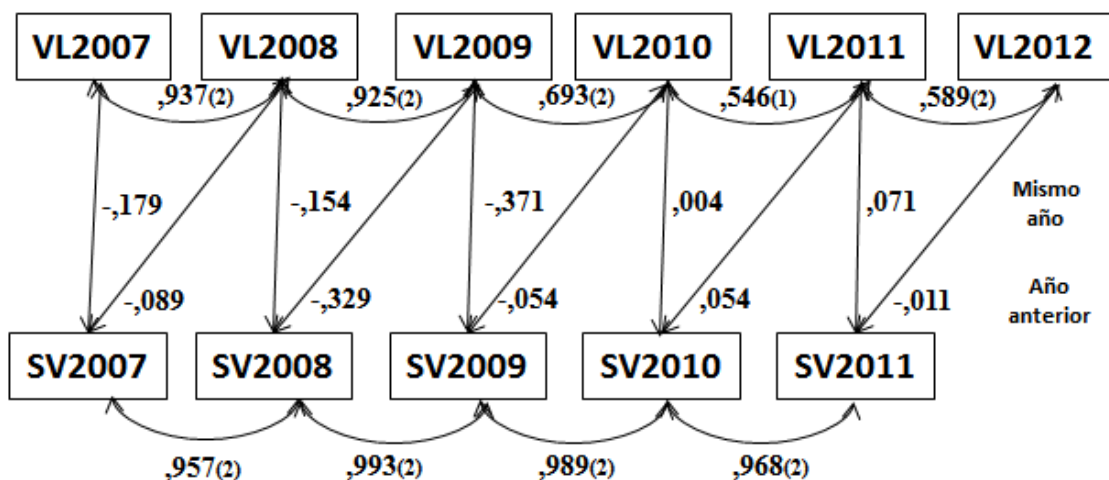 VL2007 VL2008 VL2009 VL2010 VL2011 VL2012
,937(2) ,925(2) ,693(2) ,546(1) ,589(2)
-,179 -,154 -,371 ,004 ,071
Mismo
año
-,089 -,329 -,054 ,054 -,011
Año
anterior
SV2007 SV2008 SV2009 SV2010 SV2011
,957(2) ,993(2) ,989(2) ,968(2)